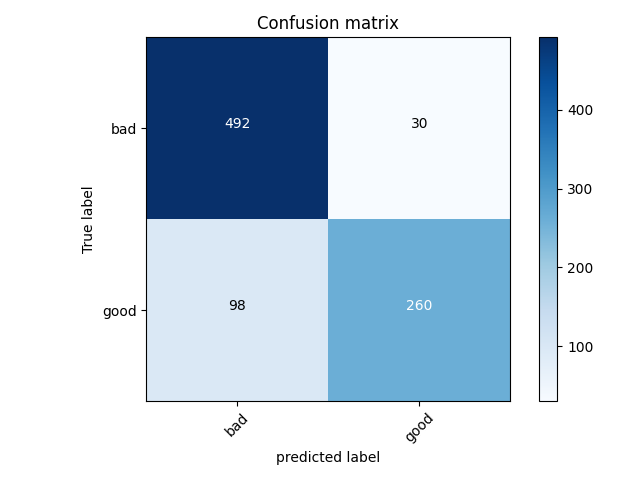 Confusion matrix
True label
bad
492
30
good
98
260
bad
good
predicted label
400
300
200
100